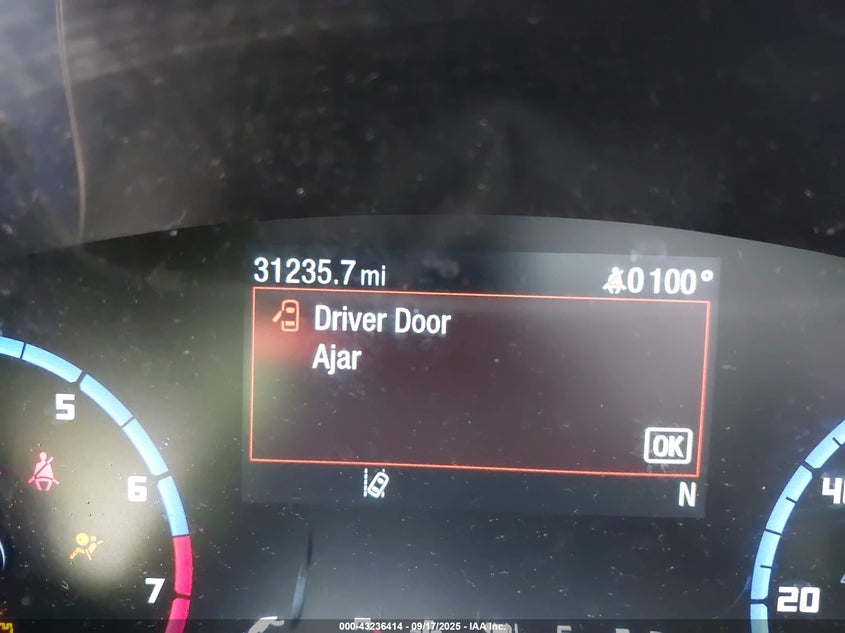 31235.7 mi
0 100°
Driver Door
Ajar
OK
N
5
6
7
20
000-43236414 - 09/17/2025 - IAA Inc.